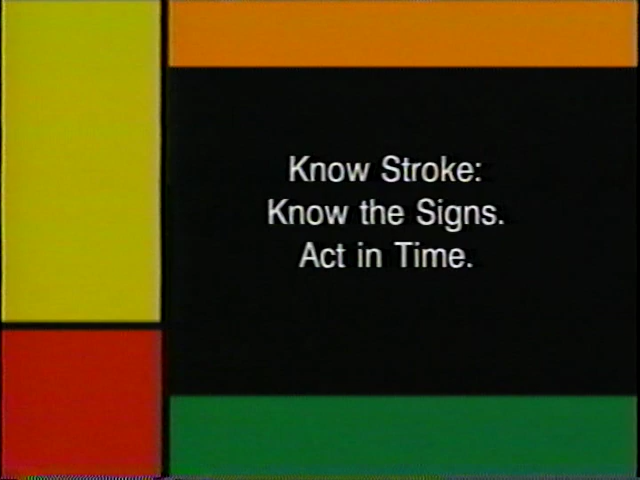 Know Stroke:
Know the Signs.
Act in Time.